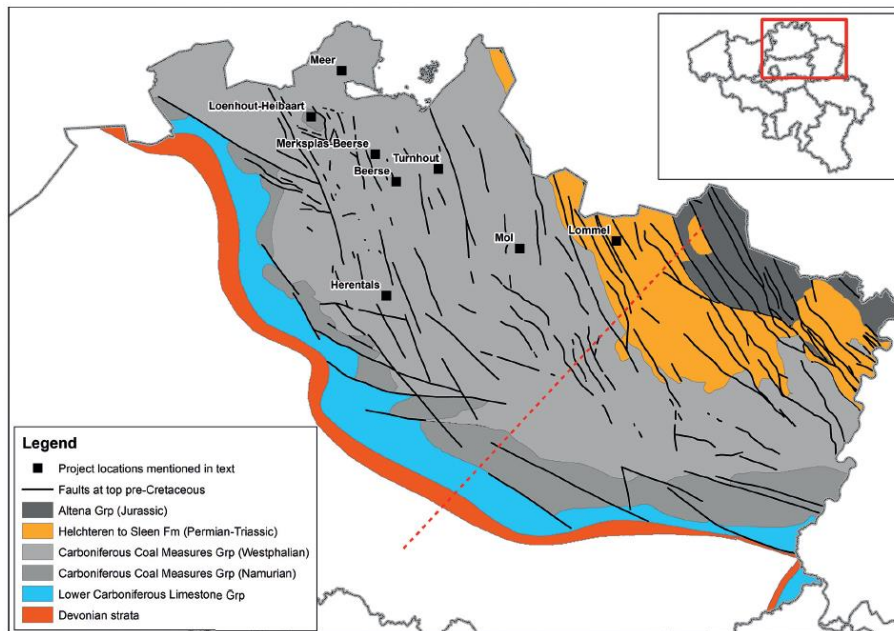 Meer
Loenhout-Heibaart
Merksplas-Beerse
Turnhout
Beerse
Mol
Lommel
Herentals
Legend
Project locations mentioned in text
Faults at top pre-Cretaceous
Altena Grp (Jurassic)
Helchteren to Sleen Fm (Permian-Triassic)
Carboniferous Coal Measures Grp (Westphalian)
Carboniferous Coal Measures Grp (Namurian)
Lower Carboniferous Limestone Grp
Devonian strata